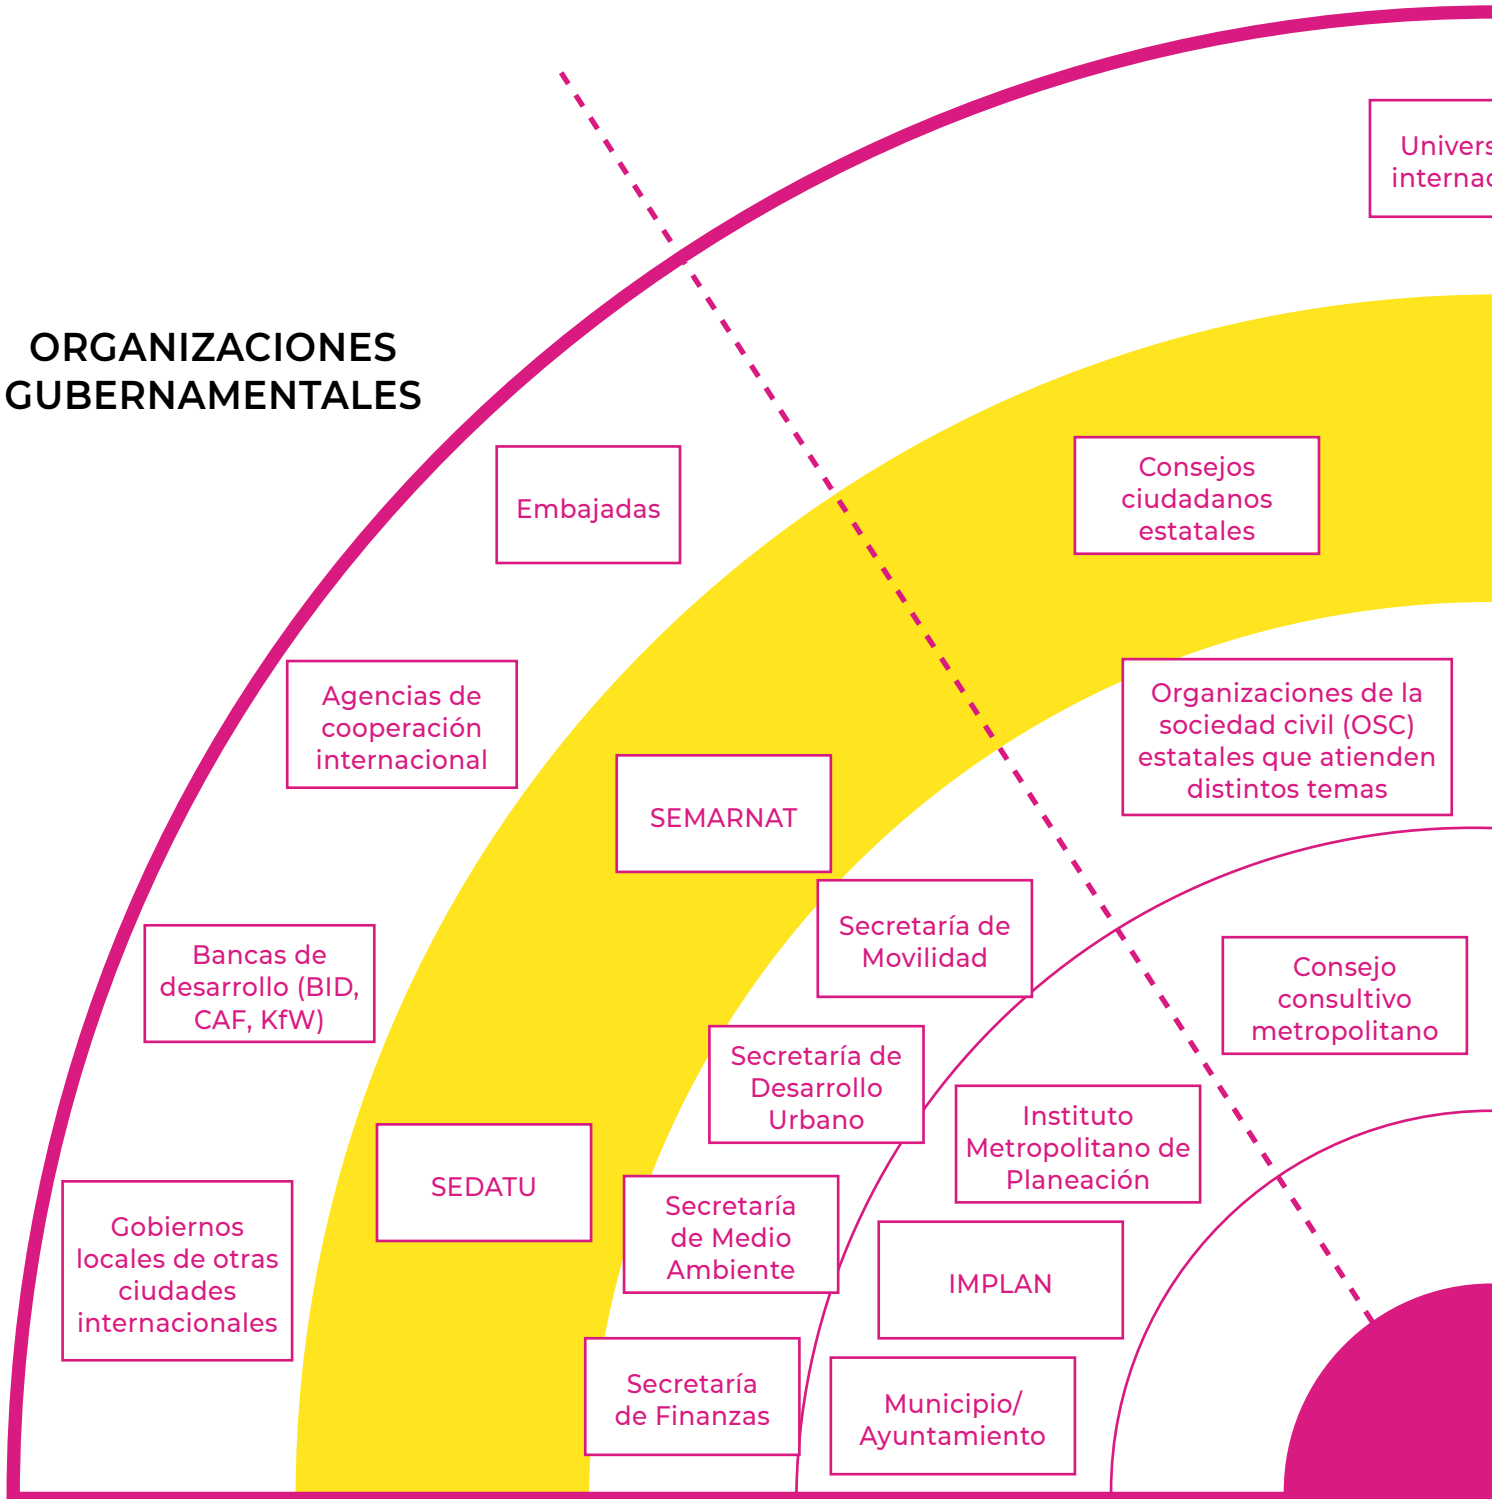 Univers
internac
ORGANIZACIONES
GUBERNAMENTALES
Embajadas
Consejos
ciudadanos
estatales
Agencias de
cooperación
internacional
Organizaciones de la
sociedad civil (OSC)
estatales que atienden
distintos temas
SEMARNAT
Secretaría de
Movilidad
Bancas de
desarrollo (BID,
CAF, KfW)
Consejo
consultivo
metropolitano
Secretaría de
Desarrollo
Urbano
Instituto
Metropolitano de
Planeación
SEDATU
Secretaría
de Medio
Ambiente
Gobiernos
locales de otras
ciudades
internacionales
IMPLAN
Secretaría
de Finanzas
Municipio/
Ayuntamiento